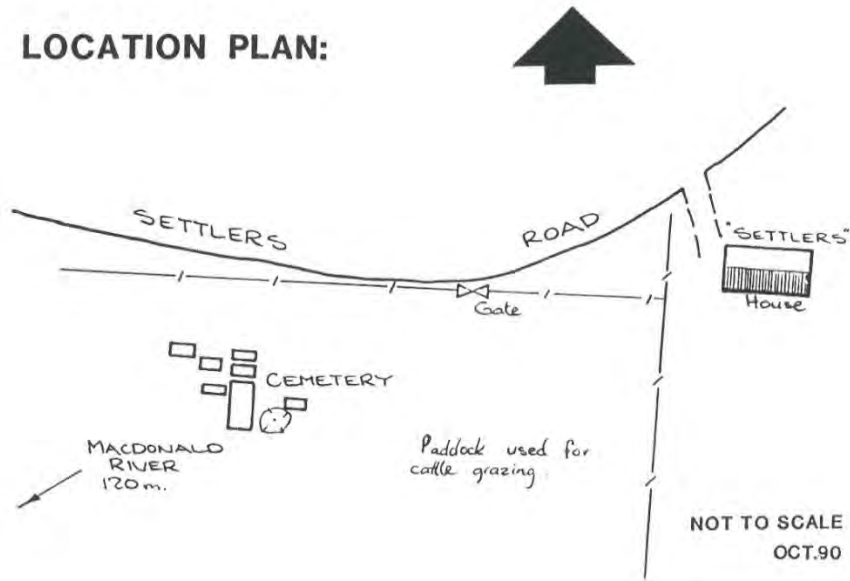 LOCATION PLAN:
SETTLERS ROAD
"SETTLERS"
House
Gate
CEMETERY
MACDONALD
RIVER
120m.
Paddock used for
cattle grazing
NOT TO SCALE
OCT.90